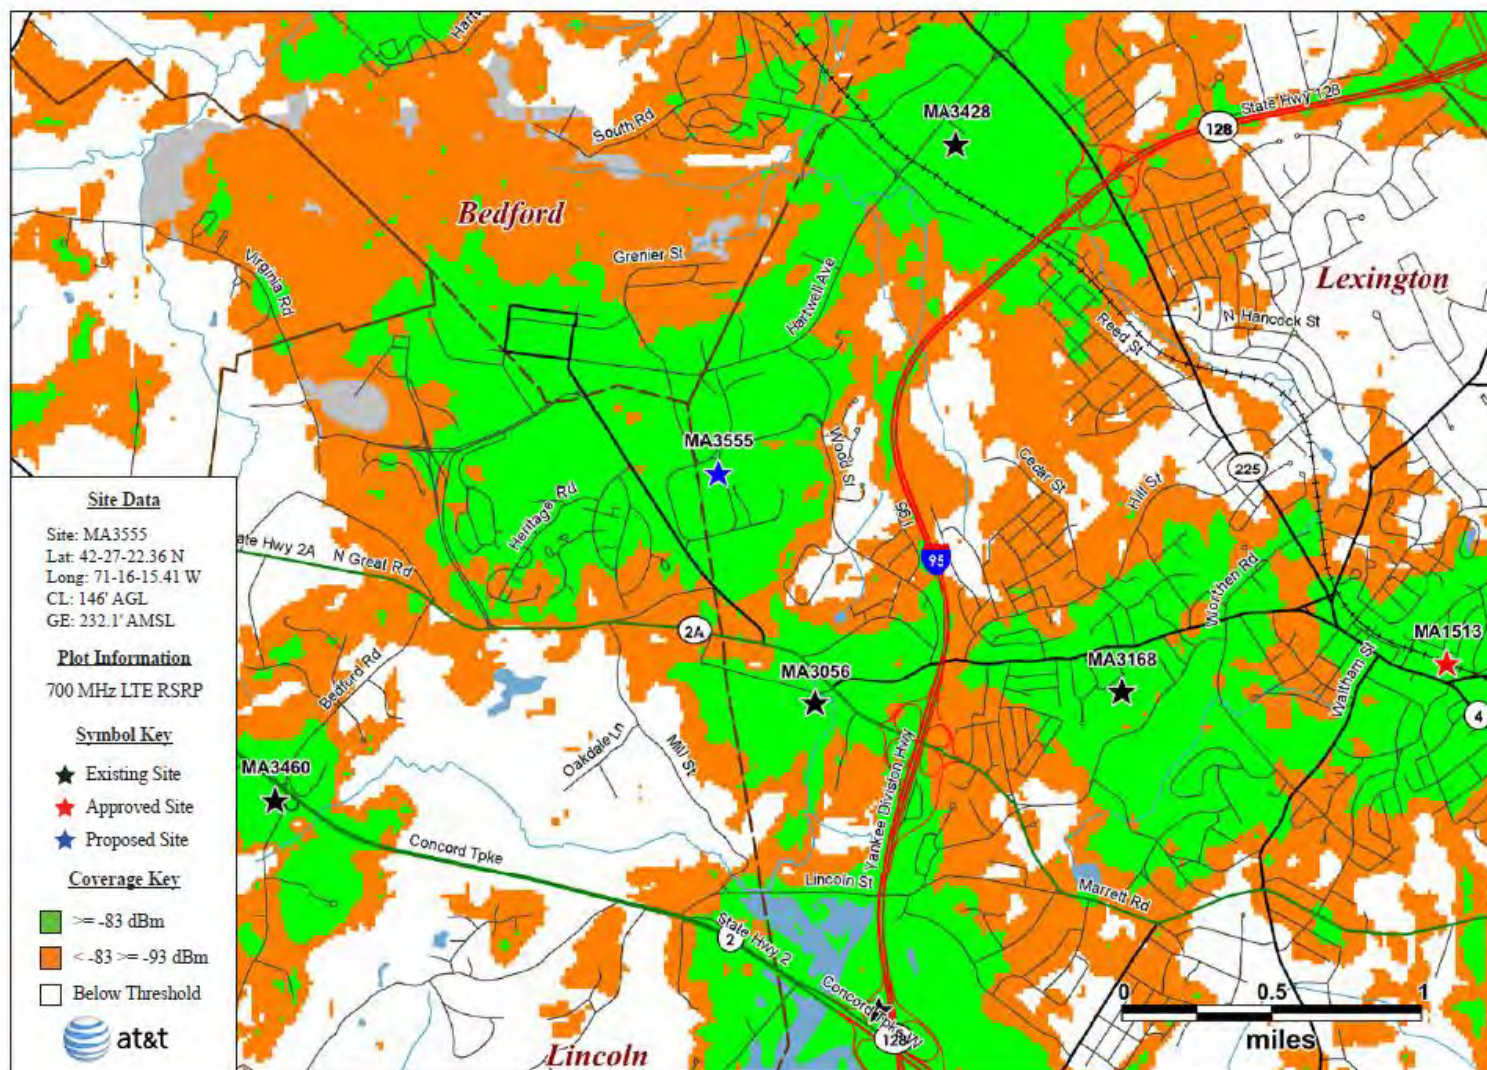 Hartw
South Rd
MA3428
State Hwy 128
128
Bedford
Virginia Rd
Grenier St
Hartwell Ave
Lexington
N Hancock St
Reed St
MA3555
Wood St
Cedar St
Hill St
225
I 95
95
Heritage Rd
ate Hwy 2A
N Great Rd
2A
Worthen Rd
MA3056
MA3168
MA1513
Waltham St
4
Bedford Rd
Oakdale Ln
Mill St
MA3460
Concord Tpke
Yankee Division Hwy
Lincoln St
Marrett Rd
State Hwy 2
2
Concord Tpke W
128
Lincoln
0 0.5 1
miles
Site Data
Site: MA3555
Lat: 42-27-22.36 N
Long: 71-16-15.41 W
CL: 146' AGL
GE: 232.1' AMSL
Plot Information
700 MHz LTE RSRP
Symbol Key
Existing Site
Approved Site
Proposed Site
Coverage Key
>= -83 dBm
< -83 >= -93 dBm
Below Threshold
at&t